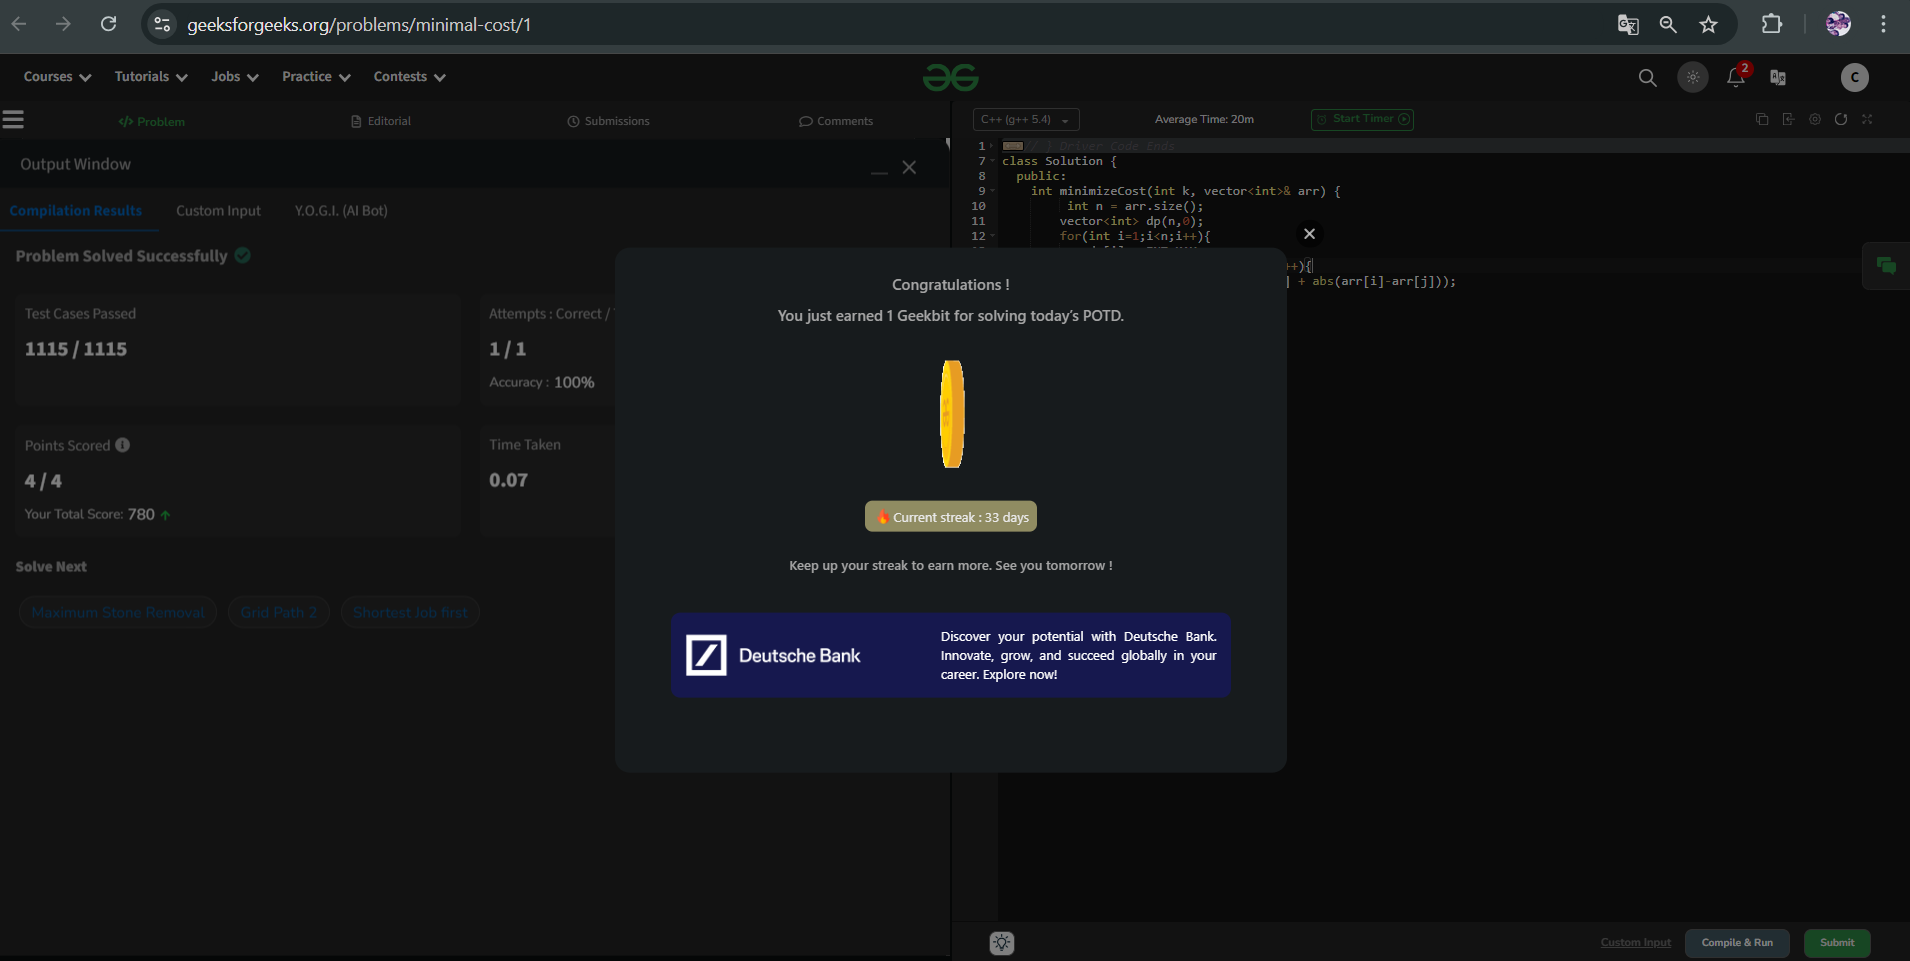 geeksforgeeks.org/problems/minimal-cost/1
Courses Tutorials Jobs Practice Contests
2
C
Problem Editorial Submissions Comments
C++ (g++ 5.4) Average Time: 20m Start Timer
Output Window
Compilation Results Custom Input Y.O.G.I. (AI Bot)
Problem Solved Successfully
Test Cases Passed
1115 / 1115
Attempts : Correct /
1 / 1
Accuracy : 100%
Points Scored
4 / 4
Your Total Score: 780
Time Taken
0.07
Solve Next
Maximum Stone Removal Grid Path 2 Shortest Job first
1 // } Driver Code Ends
7 class Solution {
8 public:
9 int minimizeCost(int k, vector<int>& arr) {
10 int n = arr.size();
11 vector<int> dp(n,0);
12 for(int i=1;i<n;i++){
++){
] + abs(arr[i]-arr[j]));
Congratulations !
You just earned 1 Geekbit for solving today's POTD.
Current streak : 33 days
Keep up your streak to earn more. See you tomorrow !
Deutsche Bank
Discover your potential with Deutsche Bank.
Innovate, grow, and succeed globally in your
career. Explore now!
Custom Input Compile & Run Submit